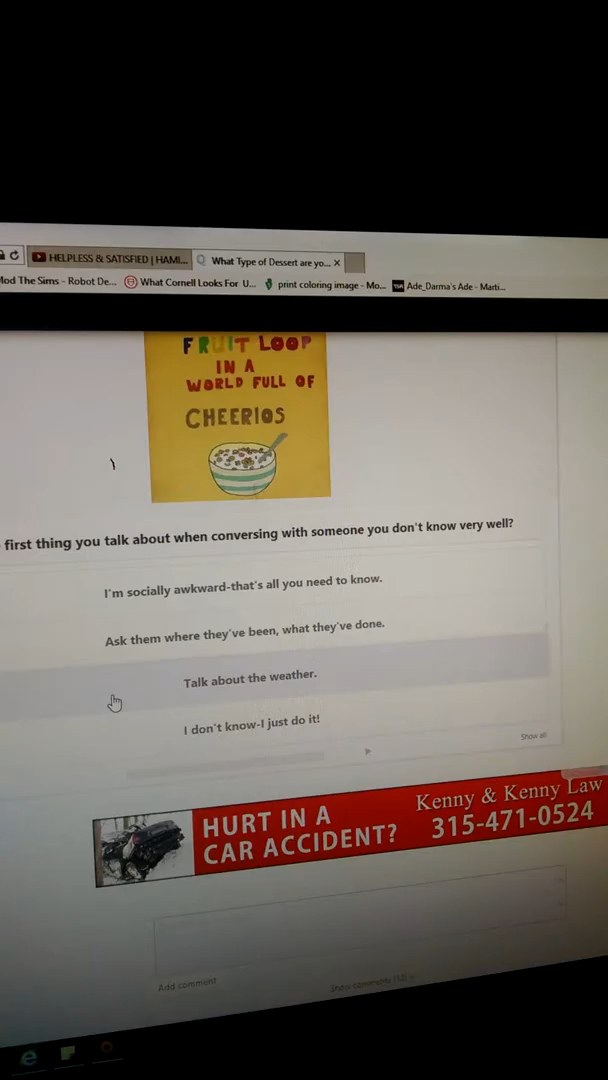 HELPLESS & SATISFIED | HAMI...
What Type of Dessert are yo...
Mod The Sims - Robot De...
What Cornell Looks For U...
print coloring image - Mo...
Ade_Darma's Ade - Marti...
FRUIT LOOP
IN A
WORLD FULL OF
CHEERIOS
first thing you talk about when conversing with someone you don't know very well?
I'm socially awkward-that's all you need to know.
Ask them where they've been, what they've done.
Talk about the weather.
I don't know-I just do it!
Show all
HURT IN A
CAR ACCIDENT?
Kenny & Kenny Law
315-471-0524
Add comment
Show comments (12)